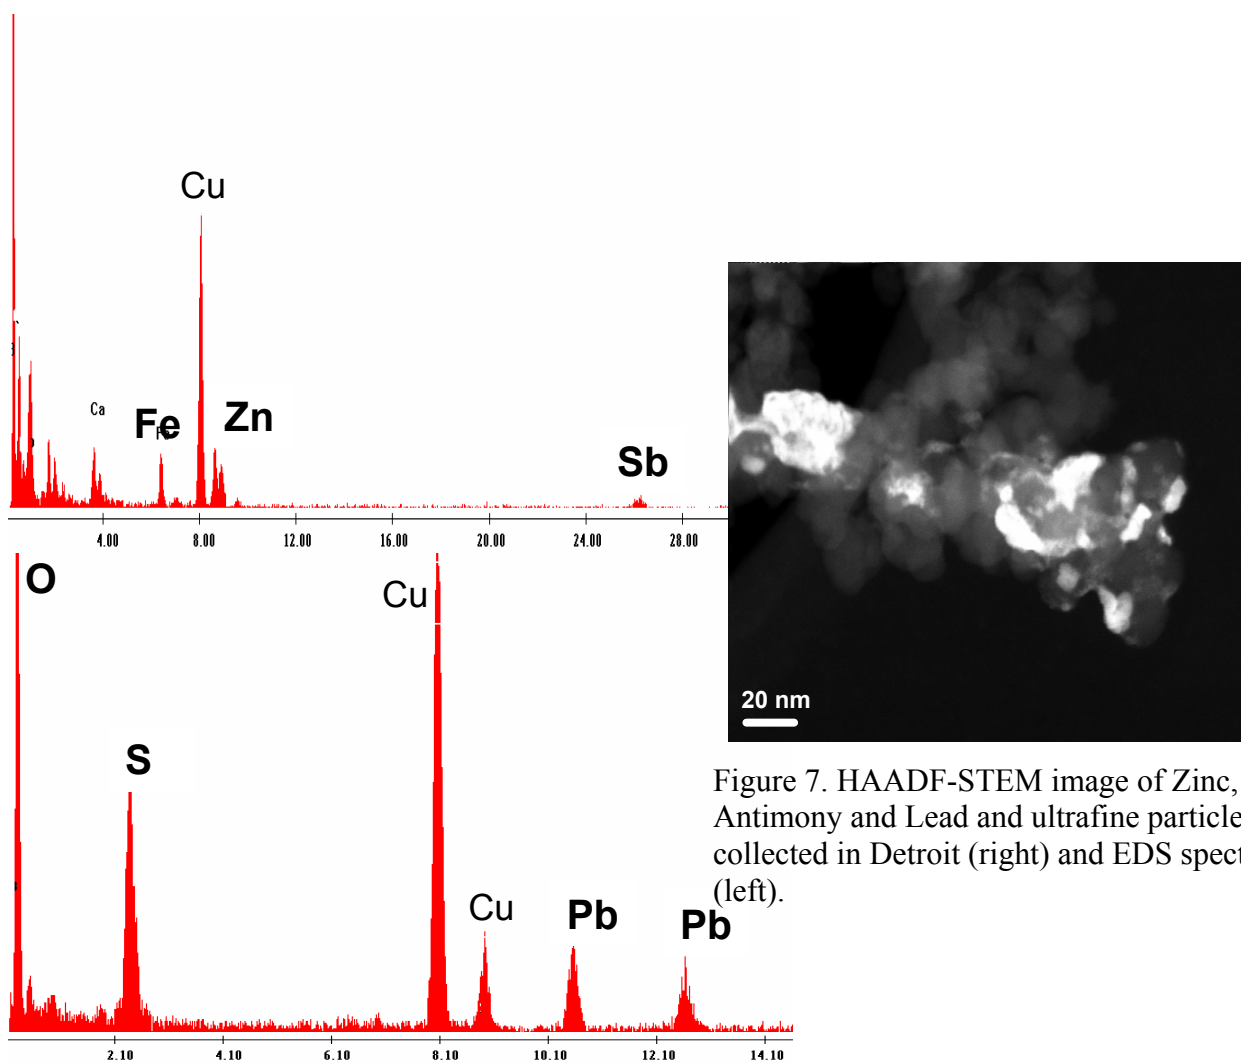 Cu
Ca
Fe
Zn
Sb
4.00 8.00 12.00 16.00 20.00 24.00 28.00
O
Cu
S
Cu
Pb
Pb
2.10 4.10 6.10 8.10 10.10 12.10 14.10
20 nm
Figure 7. HAADF-STEM image of Zinc,
Antimony and Lead and ultrafine particle
collected in Detroit (right) and EDS spect
(left).